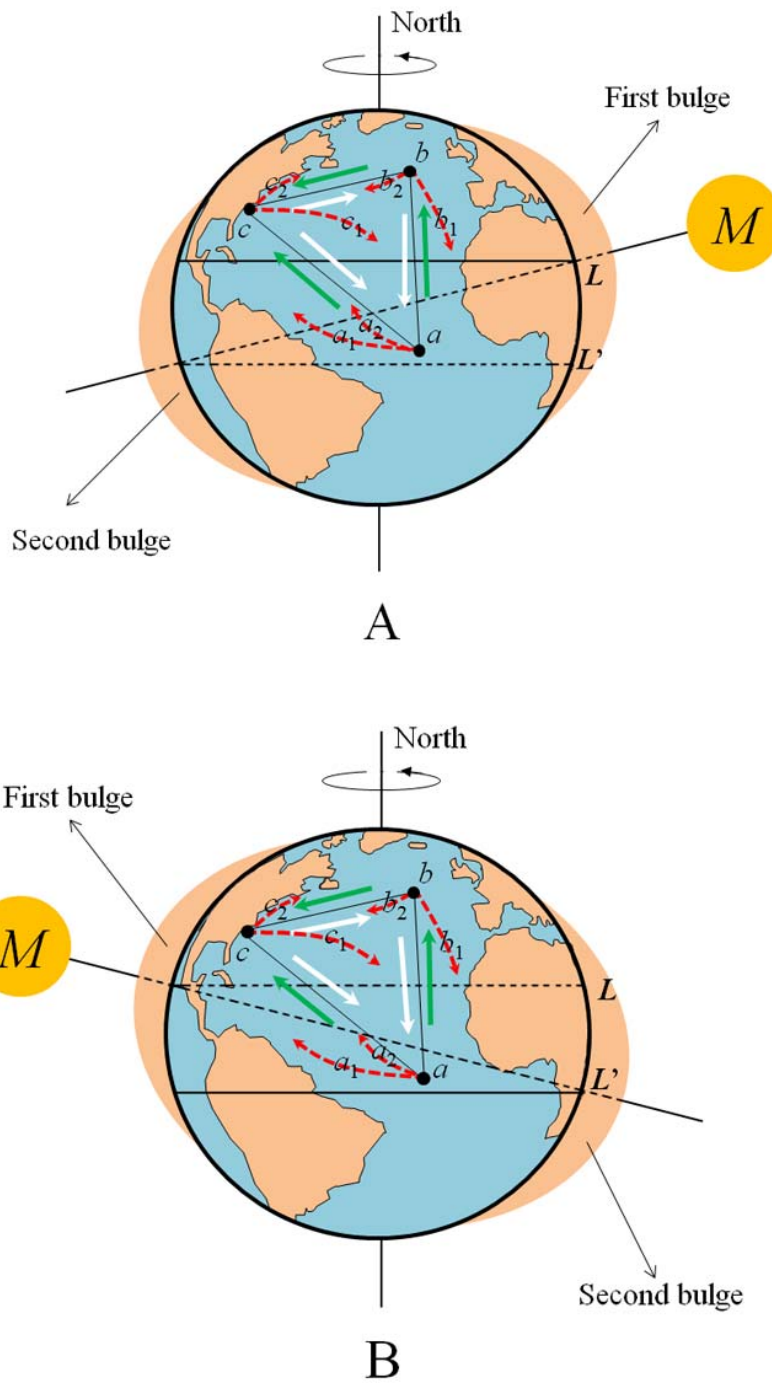 North
First bulge
M
b
c2
b2
c
c1
b1
L
a2
a
a1
L'
Second bulge
A
North
First bulge
b
c2
b2
M
c
c1
b1
L
a2
a
a1
L'
Second bulge
B